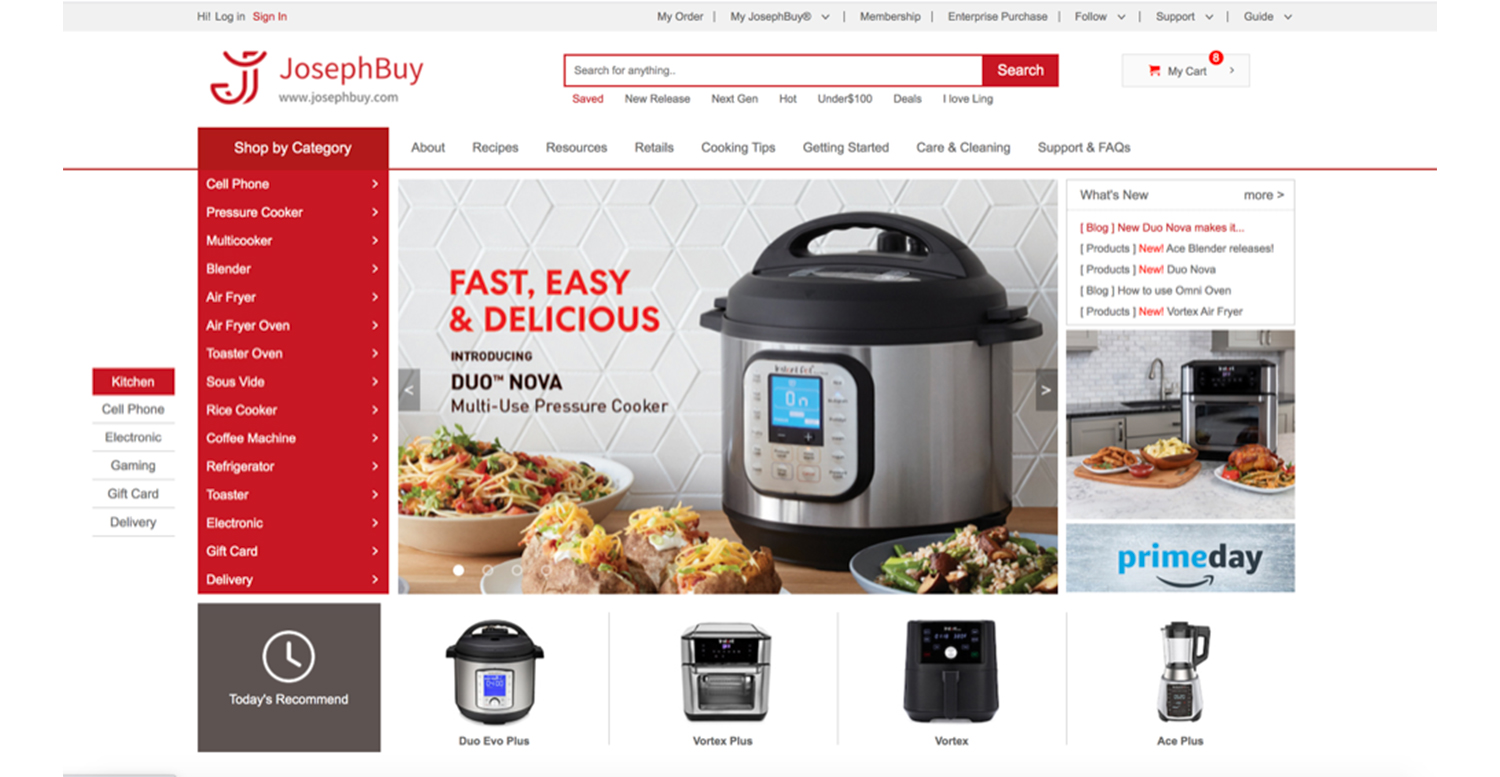 Hi! Log in Sign In
My Order | My JosephBuy® | Membership | Enterprise Purchase | Follow | Support | Guide
JosephBuy
www.josephbuy.com
Search for anything..
Search
My Cart
8
>
Saved New Release Next Gen Hot Under$100 Deals I love Ling
Shop by Category
About Recipes Resources Retails Cooking Tips Getting Started Care & Cleaning Support & FAQs
Cell Phone >
Pressure Cooker >
Multicooker >
Blender >
Air Fryer >
Air Fryer Oven >
Toaster Oven >
Sous Vide >
Rice Cooker >
Coffee Machine >
Refrigerator >
Toaster >
Electronic >
Gift Card >
Delivery >
Kitchen
Cell Phone
Electronic
Gaming
Gift Card
Delivery
FAST, EASY
& DELICIOUS
INTRODUCING
DUO™ NOVA
Multi-Use Pressure Cooker
<
>
Instant Pot
On
What's New more >
[ Blog ] New Duo Nova makes it...
[ Products ] New! Ace Blender releases!
[ Products ] New! Duo Nova
[ Blog ] How to use Omni Oven
[ Products ] New! Vortex Air Fryer
primeday
Today's Recommend
Duo Evo Plus
Vortex Plus
Vortex
Ace Plus